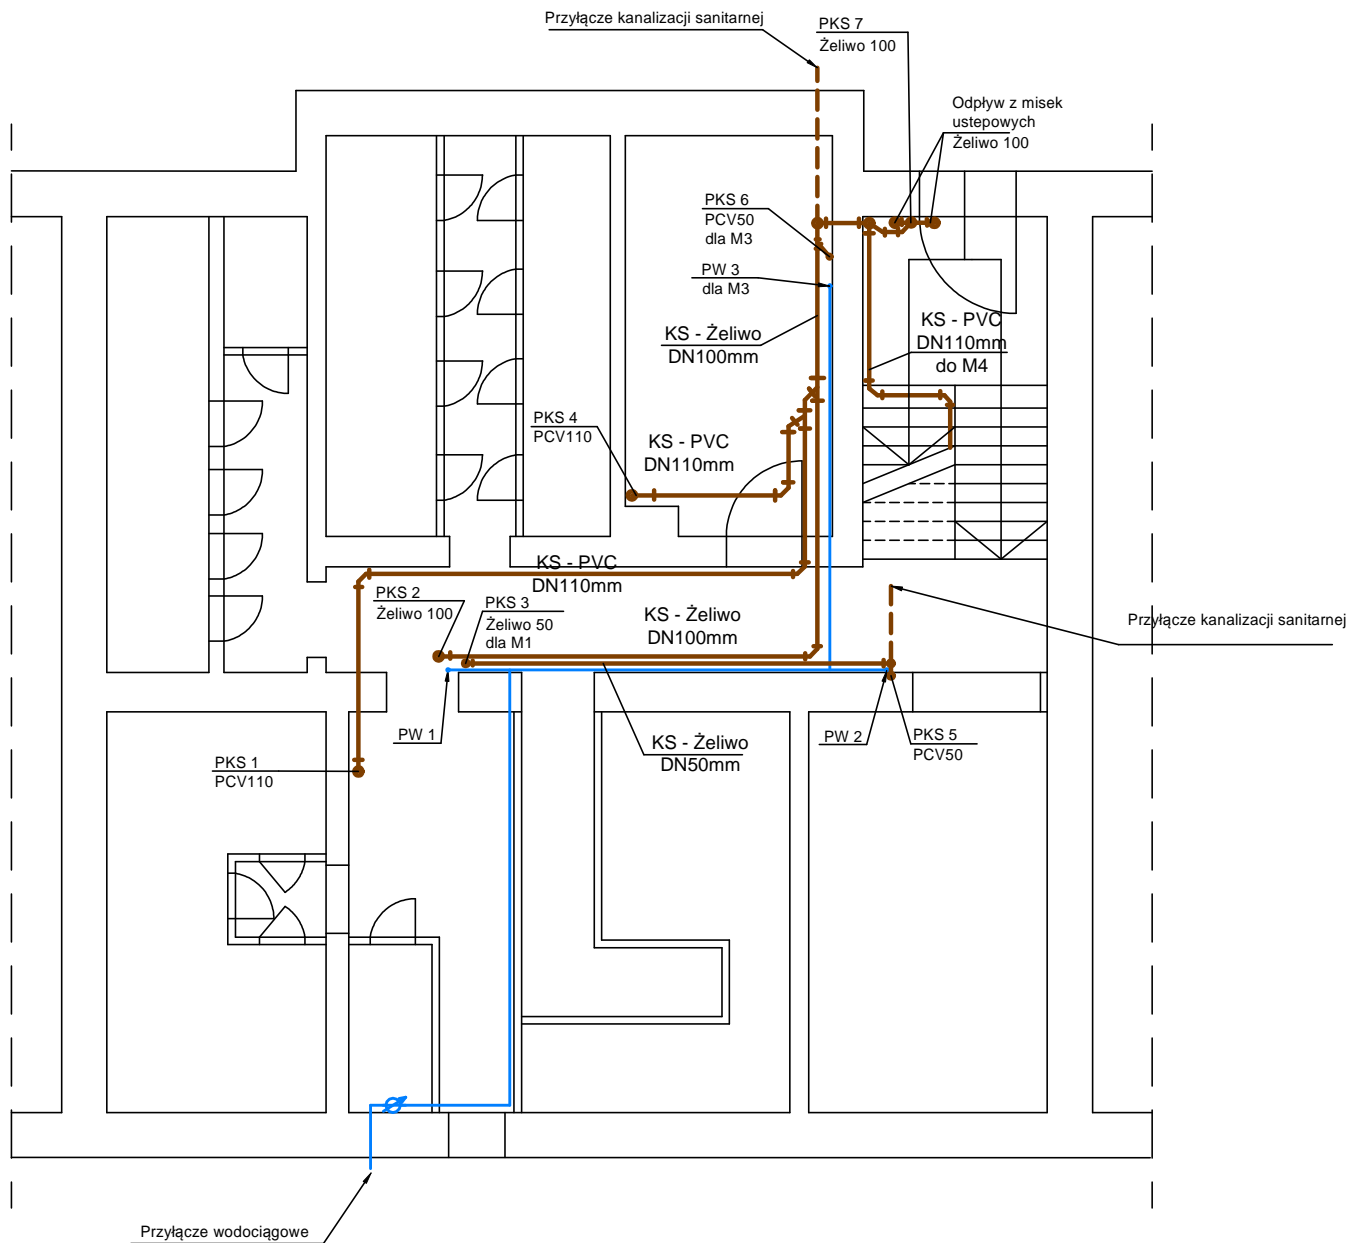 Przyłącze kanalizacji sanitarnej
PKS 7
Żeliwo 100
Odpływ z misek
ustepowych
Żeliwo 100
PKS 6
PCV50
dla M3
PW 3
dla M3
KS - Żeliwo
DN100mm
KS - PVC
DN110mm
do M4
PKS 4
PCV110
KS - PVC
DN110mm
KS - PVC
DN110mm
PKS 2
Żeliwo 100
PKS 3
Żeliwo 50
dla M1
KS - Żeliwo
DN100mm
Przyłącze kanalizacji sanitarnej
PW 1
KS - Żeliwo
DN50mm
PW 2
PKS 5
PCV50
PKS 1
PCV110
Przyłącze wodociągowe